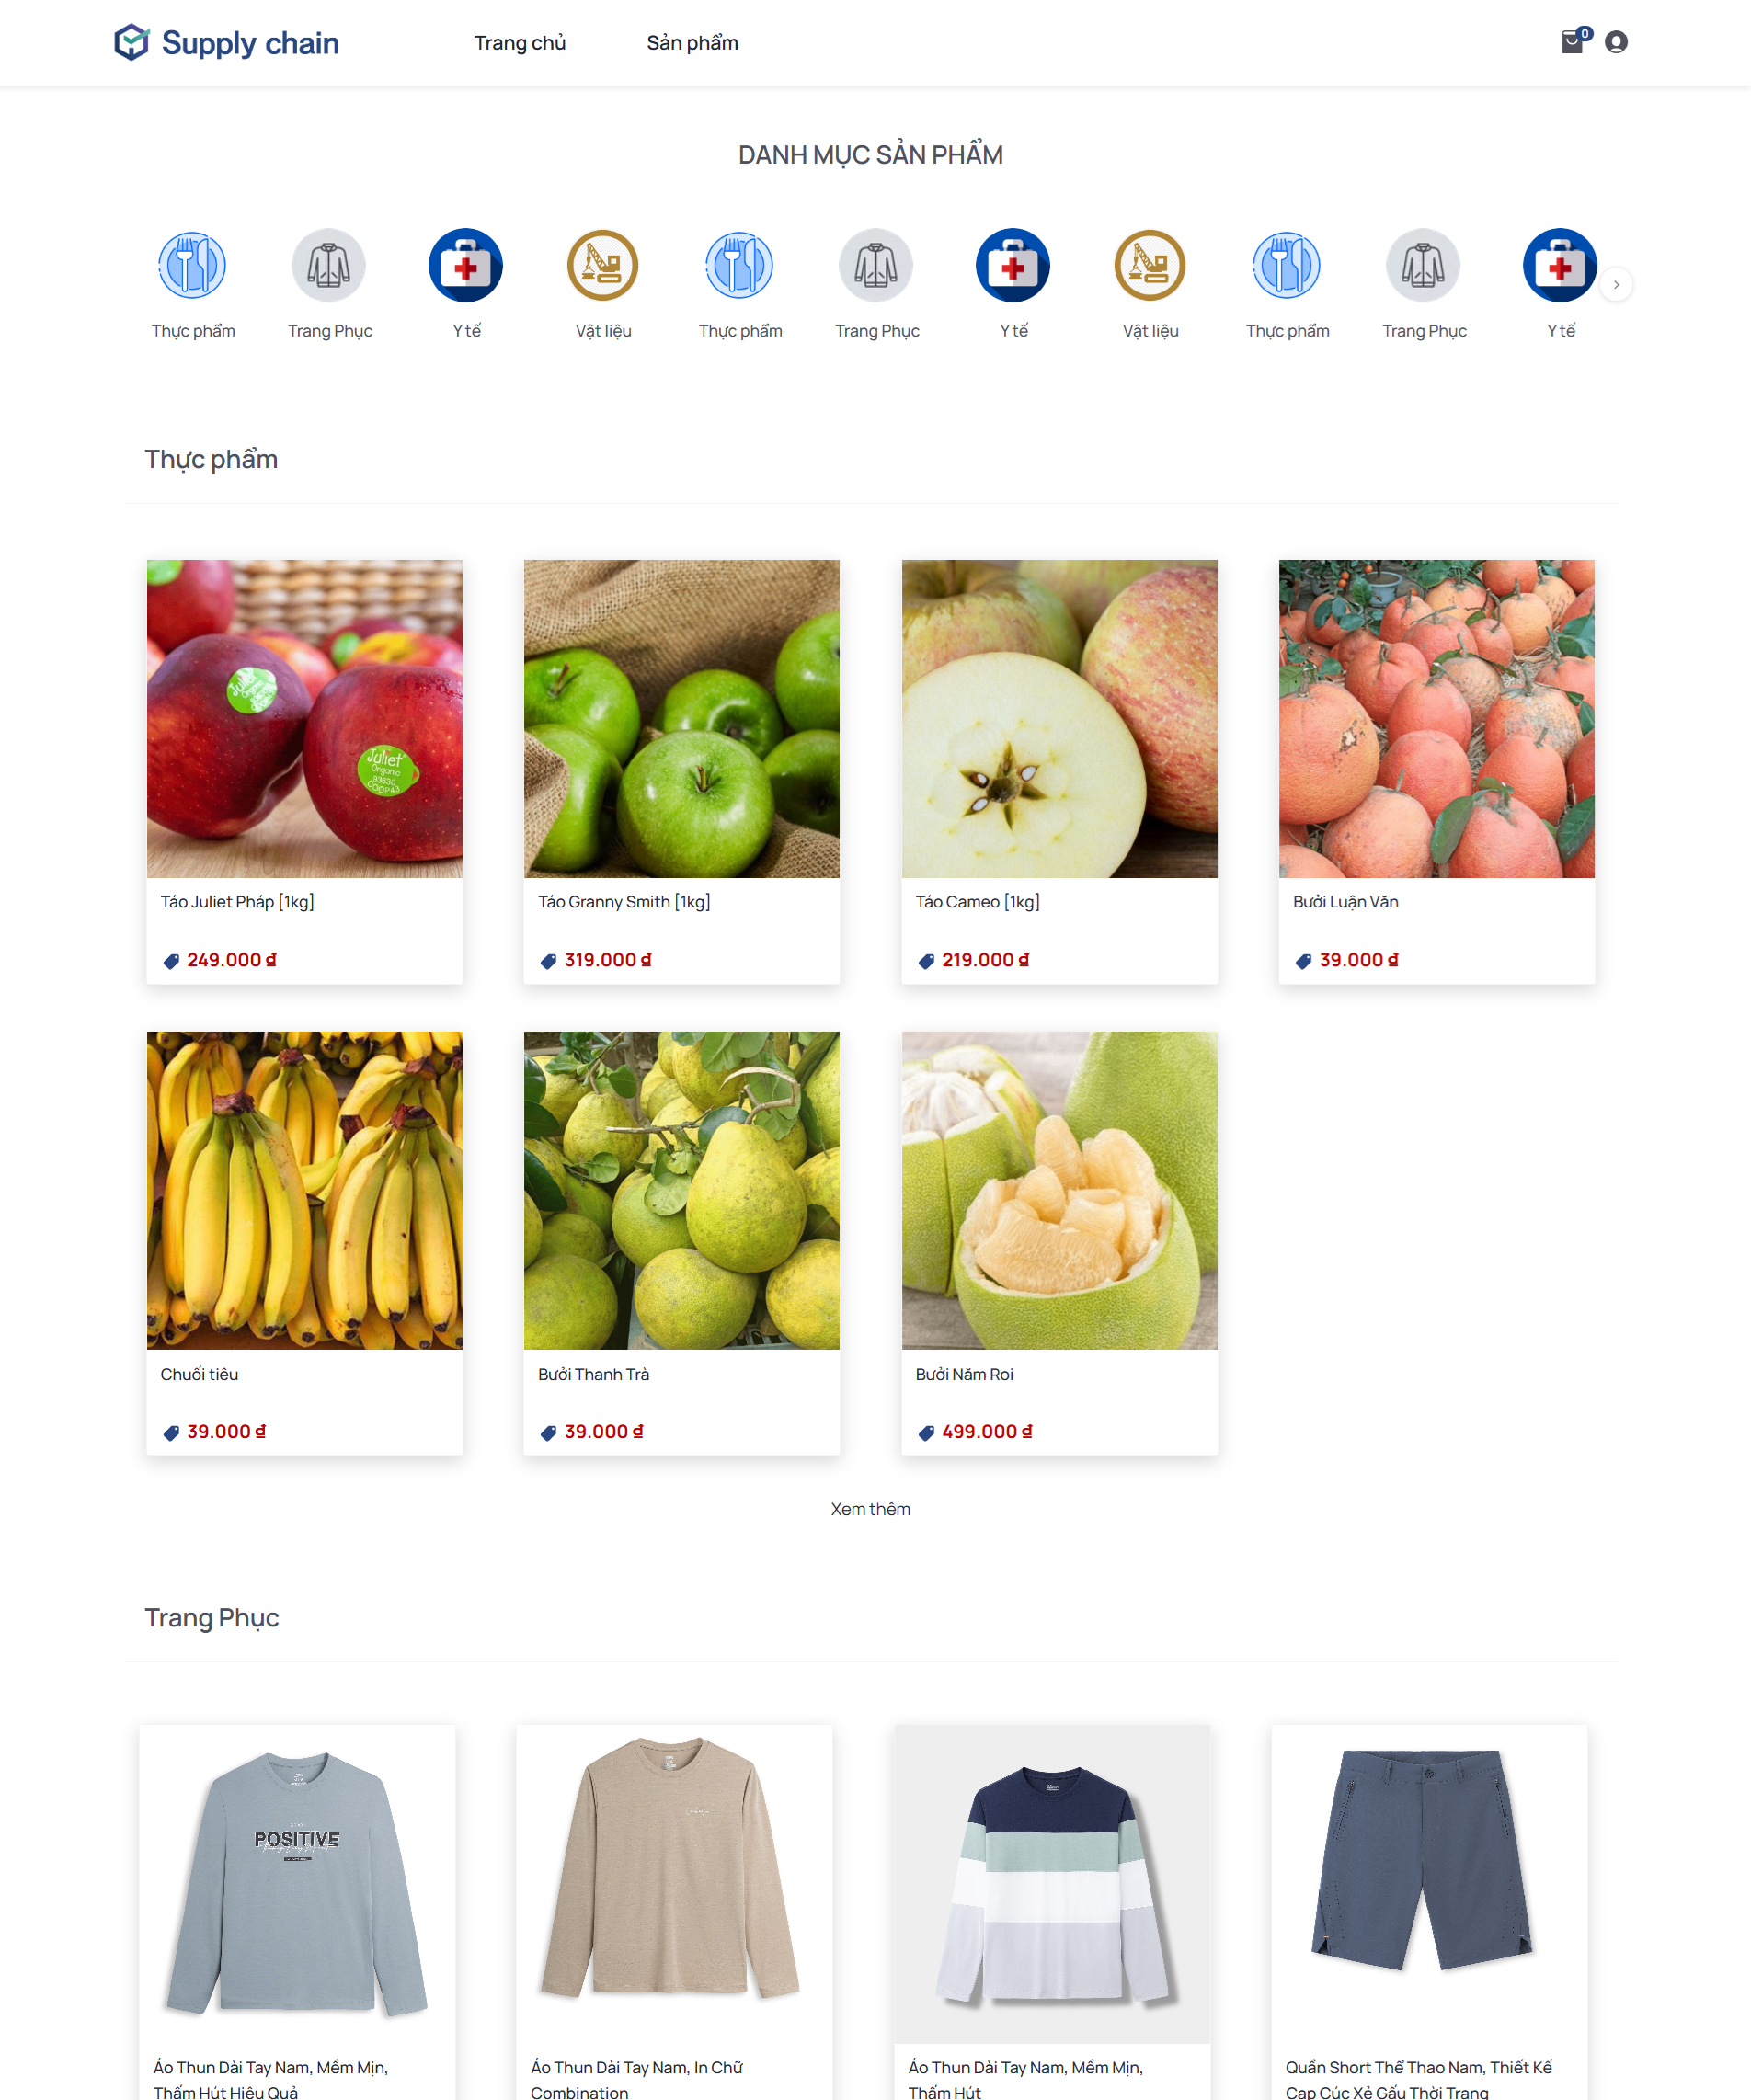 Supply chain
Trang chủ
Sản phẩm
0
DANH MỤC SẢN PHẨM
Thực phẩm
Trang Phục
Y tế
Vật liệu
Thực phẩm
Trang Phục
Y tế
Vật liệu
Thực phẩm
Trang Phục
Y tế
Thực phẩm
Juliet
Organic
Juliet
Organic
93630
CODP43
Táo Juliet Pháp [1kg]
249.000 ₫
Táo Granny Smith [1kg]
319.000 ₫
Táo Cameo [1kg]
219.000 ₫
Bưởi Luận Văn
39.000 ₫
Chuối tiêu
39.000 ₫
Bưởi Thanh Trà
39.000 ₫
Bưởi Năm Roi
499.000 ₫
Xem thêm
Trang Phục
POSITIVE
Áo Thun Dài Tay Nam, Mềm Mịn,
Thấm Hút Hiệu Quả
Áo Thun Dài Tay Nam, In Chữ
Combination
Áo Thun Dài Tay Nam, Mềm Mịn,
Thấm Hút
Quần Short Thể Thao Nam, Thiết Kế
Cạp Cúc Xẻ Gấu Thời Trang